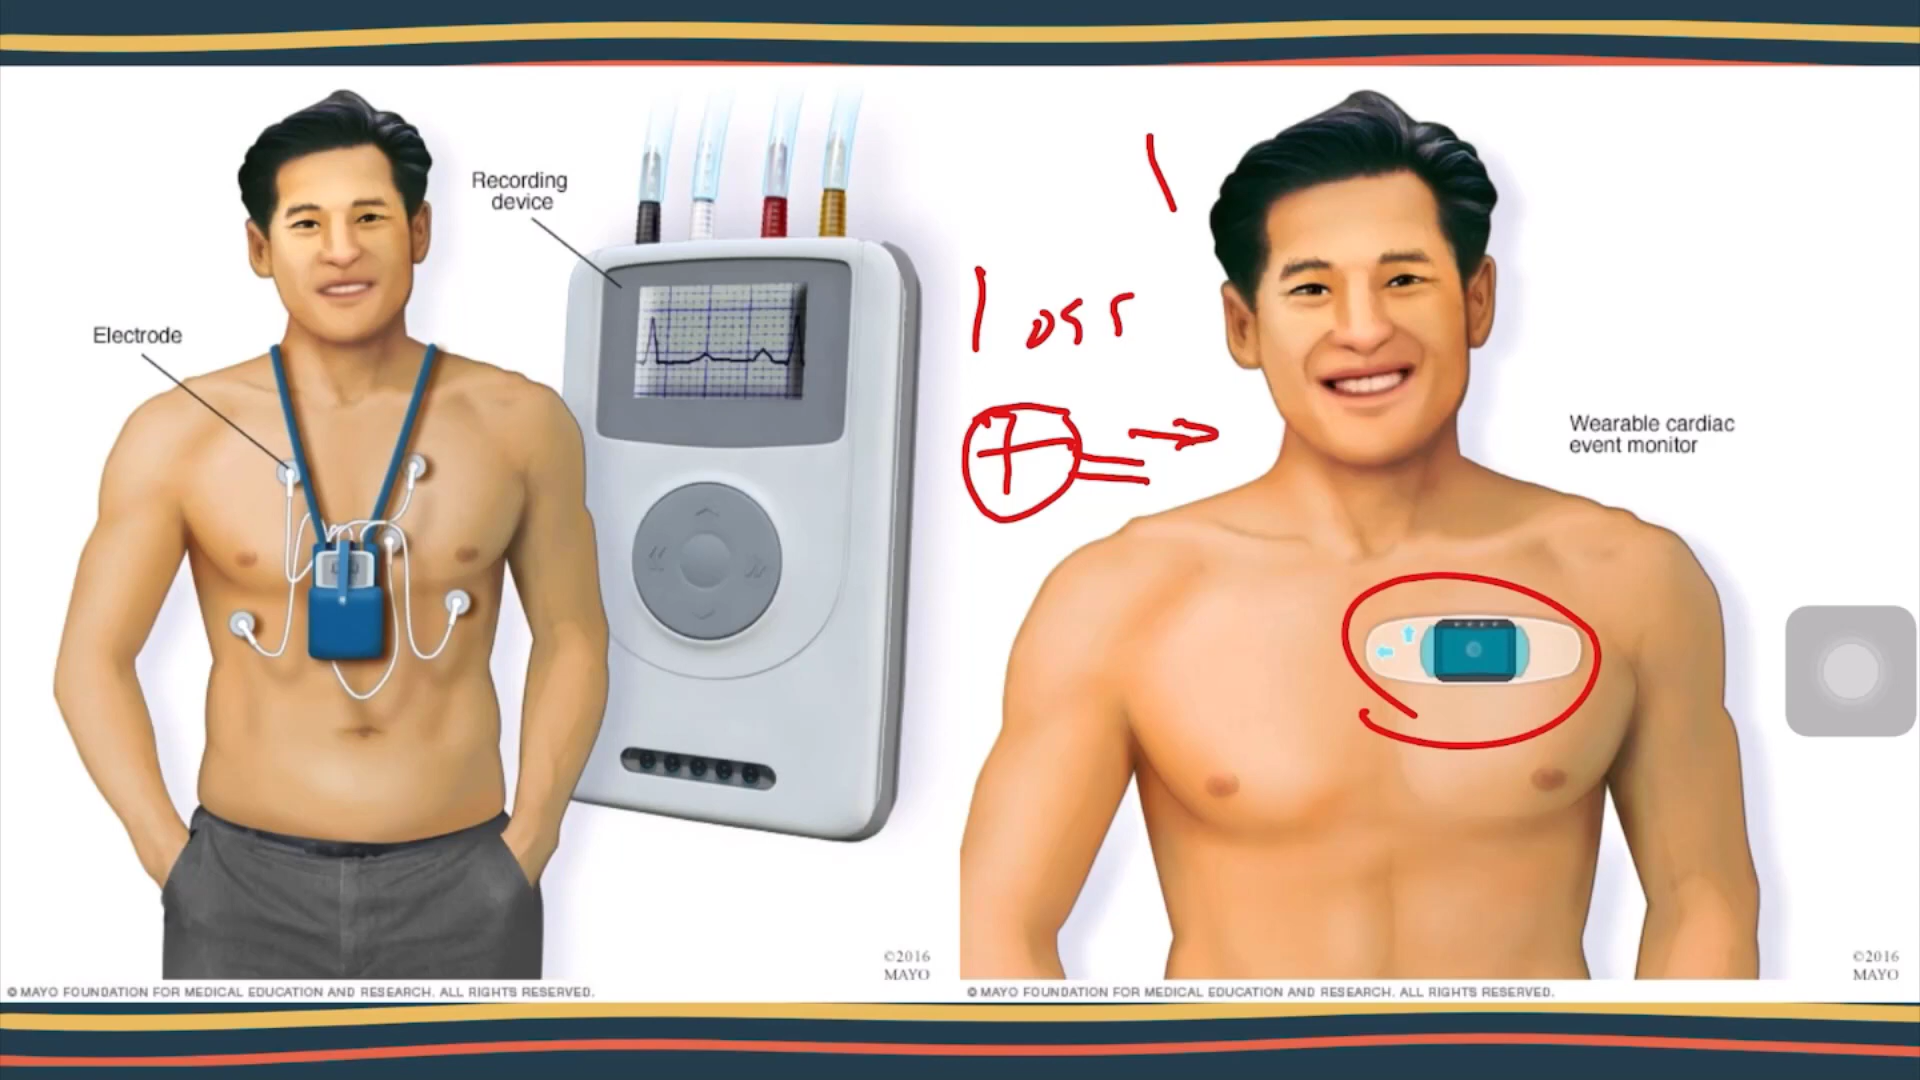 Recording
device
Electrode
©2016
MAYO
© MAYO FOUNDATION FOR MEDICAL EDUCATION AND RESEARCH. ALL RIGHTS RESERVED.
Wearable cardiac
event monitor
©2016
MAYO
© MAYO FOUNDATION FOR MEDICAL EDUCATION AND RESEARCH. ALL RIGHTS RESERVED.